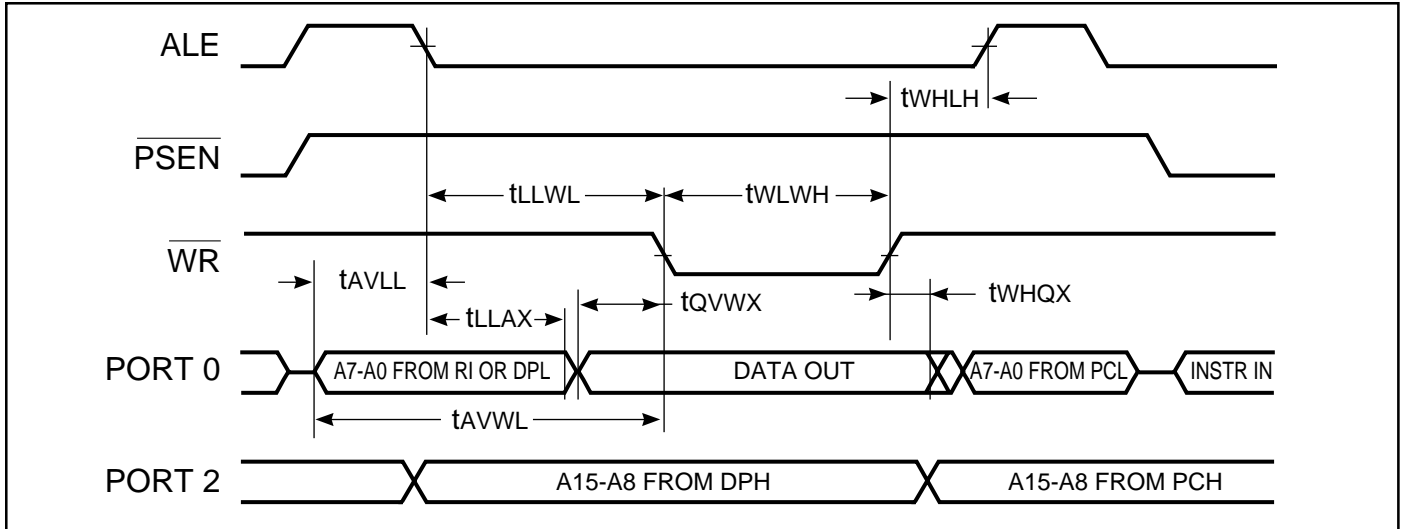 ALE
tWHLH
PSEN
tLLWL
tWLWH
WR
tAVLL
tQVWX
tWHQX
tLLAX
PORT 0
A7-A0 FROM RI OR DPL
DATA OUT
A7-A0 FROM PCL
INSTR IN
tAVWL
PORT 2
A15-A8 FROM DPH
A15-A8 FROM PCH